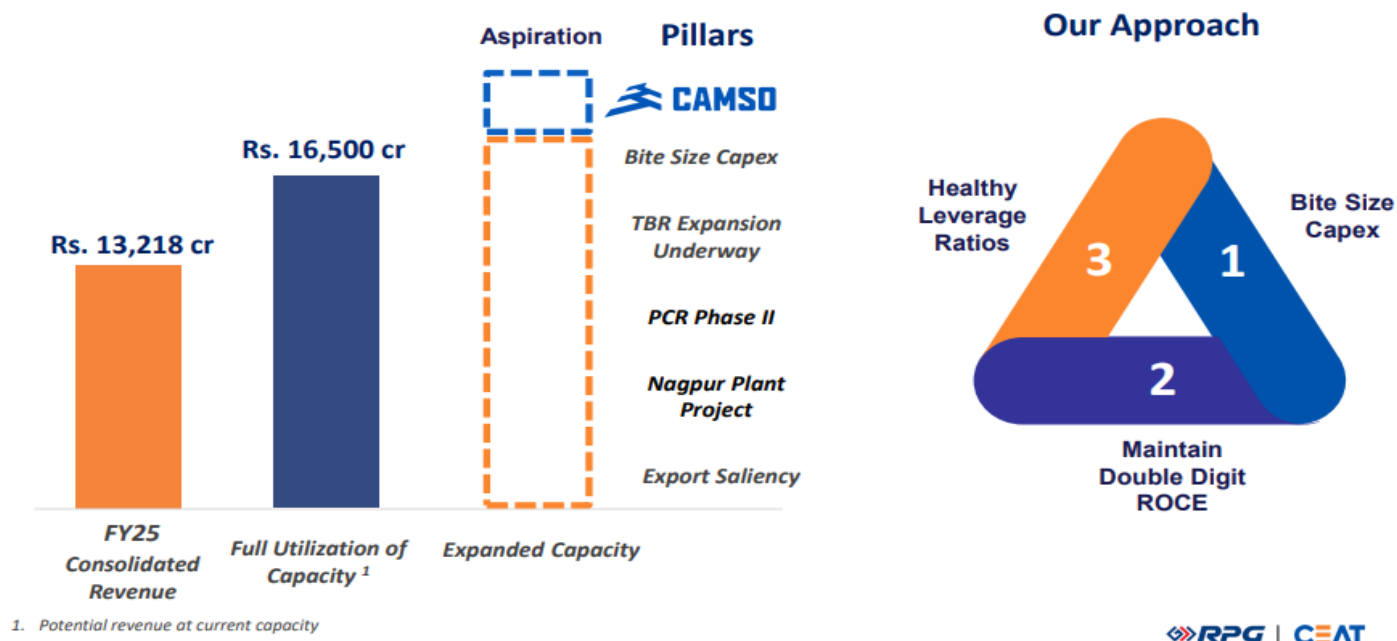 Aspiration
Pillars
CAMSO
Bite Size Capex
TBR Expansion
Underway
PCR Phase II
Nagpur Plant
Project
Export Saliency
Rs. 13,218 cr
Rs. 16,500 cr
FY25
Consolidated
Revenue
Full Utilization of
Capacity 1
Expanded Capacity
1. Potential revenue at current capacity
Our Approach
Healthy
Leverage
Ratios
3
1
Bite Size
Capex
2
Maintain
Double Digit
ROCE
RPG | CEAT